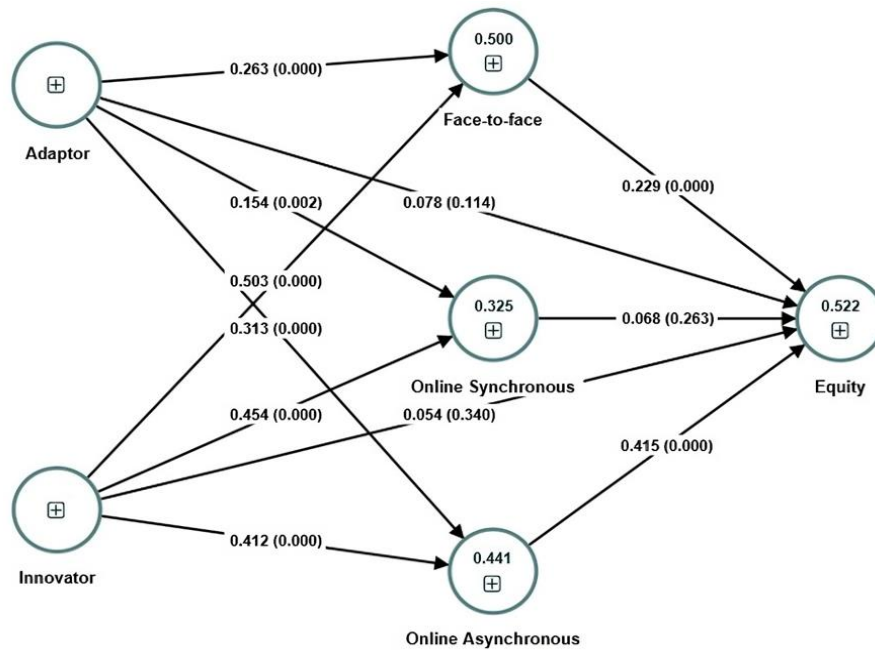 0.500
0.263 (0.000)
Face-to-face
Adaptor
0.154 (0.002)
0.078 (0.114)
0.229 (0.000)
0.503 (0.000)
0.313 (0.000)
0.325
0.522
0.068 (0.263)
Online Synchronous
Equity
0.454 (0.000)
0.054 (0.340)
0.415 (0.000)
0.412 (0.000)
0.441
Innovator
Online Asynchronous